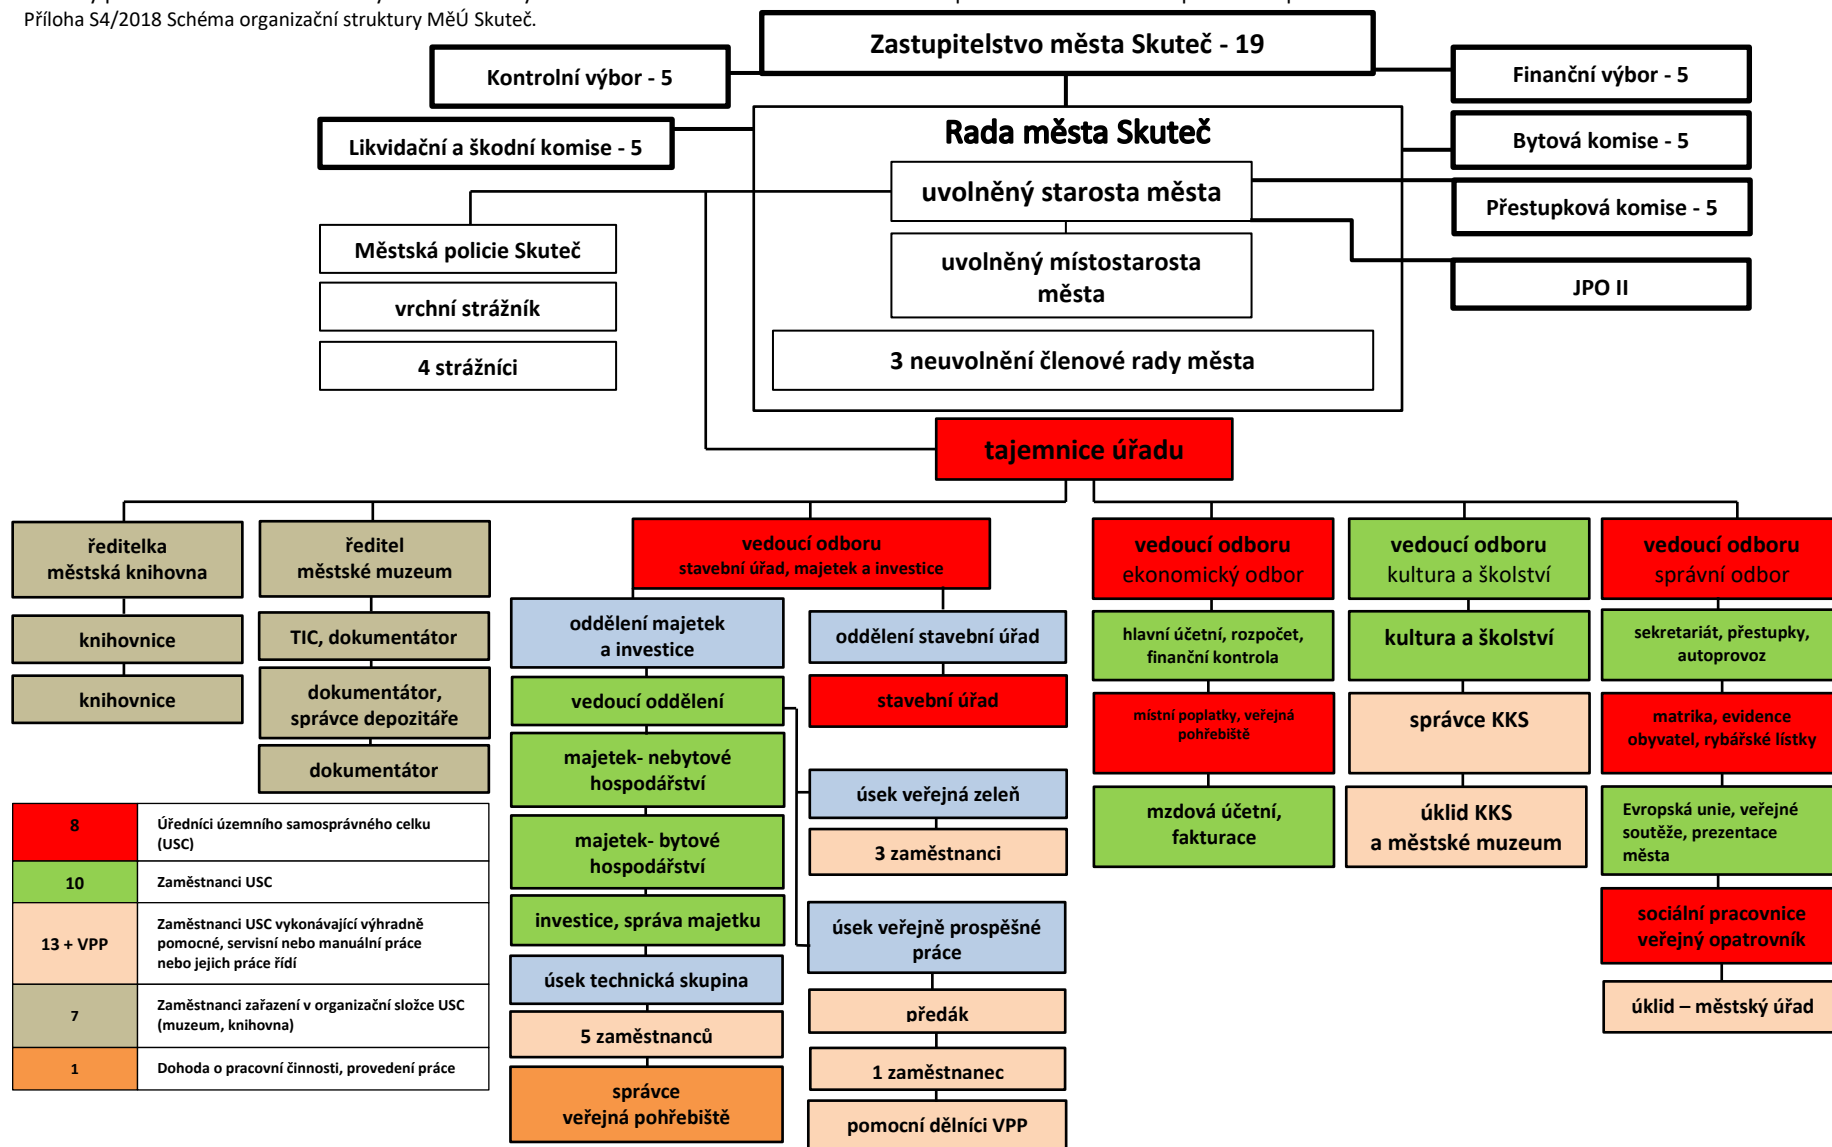 Příloha S4/2018 Schéma organizační struktury MěÚ Skuteč.
Zastupitelstvo města Skuteč - 19
Kontrolní výbor - 5
Finanční výbor - 5
Likvidační a škodní komise - 5
Rada města Skuteč
Bytová komise - 5
uvolněný starosta města
Přestupková komise - 5
Městská policie Skuteč
uvolněný místostarosta
města
JPO II
vrchní strážník
4 strážníci
3 neuvolnění členové rady města
tajemnice úřadu
ředitelka
městská knihovna
knihovnice
knihovnice
ředitel
městské muzeum
TIC, dokumentátor
dokumentátor,
správce depozitáře
dokumentátor
vedoucí odboru
stavební úřad, majetek a investice
oddělení majetek
a investice
vedoucí oddělení
majetek- nebytové
hospodářství
majetek- bytové
hospodářství
investice, správa majetku
úsek technická skupina
5 zaměstnanců
správce
veřejná pohřebiště
oddělení stavební úřad
stavební úřad
úsek veřejná zeleň
3 zaměstnanci
úsek veřejně prospěšné
práce
předák
1 zaměstnanec
pomocní dělníci VPP
vedoucí odboru
ekonomický odbor
hlavní účetní, rozpočet,
finanční kontrola
místní poplatky, veřejná
pohřebiště
mzdová účetní,
fakturace
vedoucí odboru
kultura a školství
kultura a školství
správce KKS
úklid KKS
a městské muzeum
vedoucí odboru
správní odbor
sekretariát, přestupky,
autoprovoz
matrika, evidence
obyvatel, rybářské lístky
Evropská unie, veřejné
soutěže, prezentace
města
sociální pracovnice
veřejný opatrovník
úklid – městský úřad
8
Úředníci územního samosprávného celku
(USC)
10
Zaměstnanci USC
13 + VPP
Zaměstnanci USC vykonávající výhradně
pomocné, servisní nebo manuální práce
nebo jejich práce řídí
7
Zaměstnanci zařazení v organizační složce USC
(muzeum, knihovna)
1
Dohoda o pracovní činnosti, provedení práce